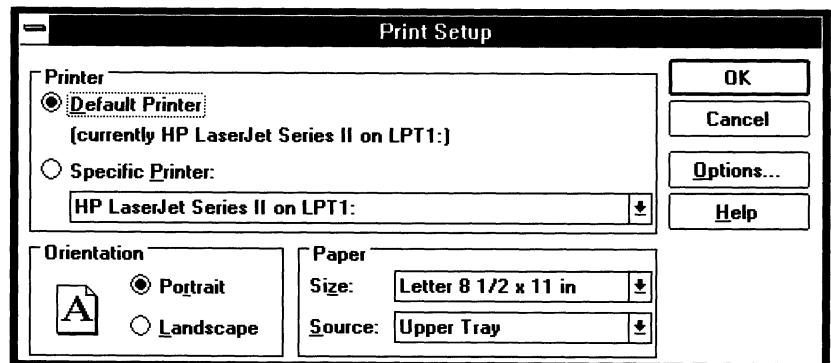 Print Setup
Printer
Default Printer
(currently HP LaserJet Series II on LPT1:)
Specific Printer:
HP LaserJet Series II on LPT1:
OK
Cancel
Options...
Help
Orientation
A
Portrait
Landscape
Paper
Size: Letter 8 1/2 x 11 in
Source: Upper Tray